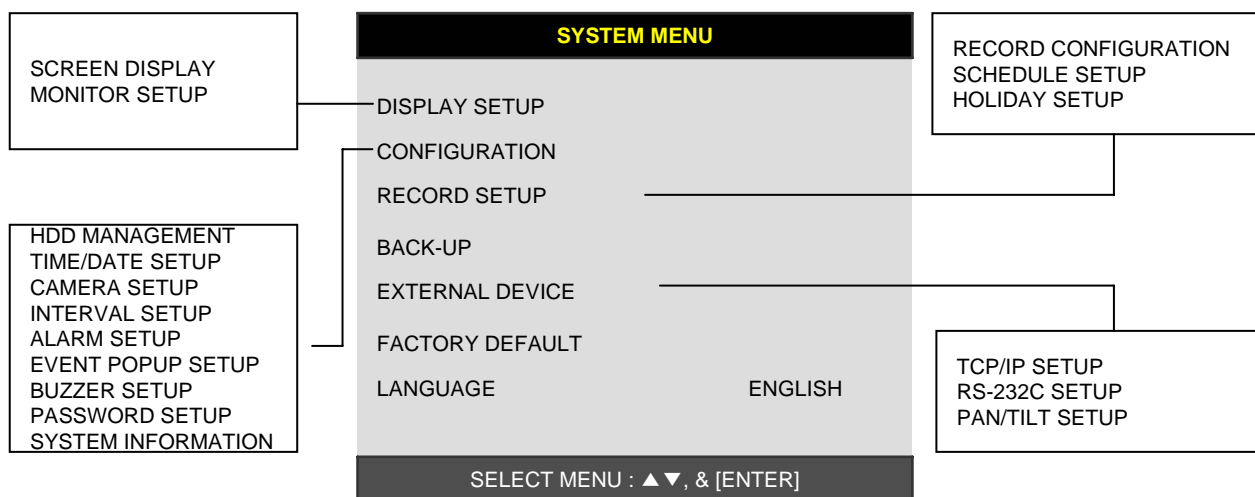 SYSTEM MENU
SCREEN DISPLAY
MONITOR SETUP
RECORD CONFIGURATION
SCHEDULE SETUP
HOLIDAY SETUP
DISPLAY SETUP
CONFIGURATION
RECORD SETUP
BACK-UP
EXTERNAL DEVICE
FACTORY DEFAULT
LANGUAGE ENGLISH
HDD MANAGEMENT
TIME/DATE SETUP
CAMERA SETUP
INTERVAL SETUP
ALARM SETUP
EVENT POPUP SETUP
BUZZER SETUP
PASSWORD SETUP
SYSTEM INFORMATION
TCP/IP SETUP
RS-232C SETUP
PAN/TILT SETUP
SELECT MENU : ▲▼, & [ENTER]